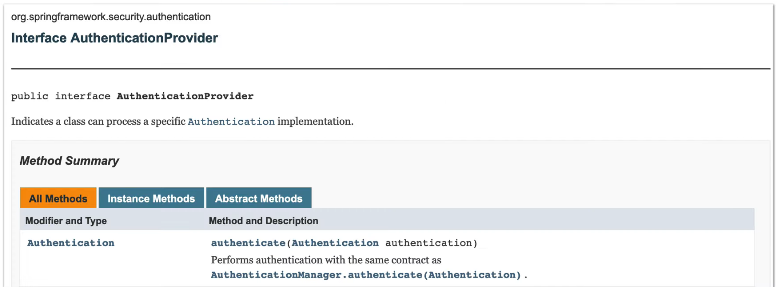 org.springframework.security.authentication
Interface AuthenticationProvider
public interface AuthenticationProvider
Indicates a class can process a specific Authentication implementation.
Method Summary
All Methods Instance Methods Abstract Methods
Modifier and Type Method and Description
Authentication authenticate(Authentication authentication)
Performs authentication with the same contract as
AuthenticationManager.authenticate(Authentication).